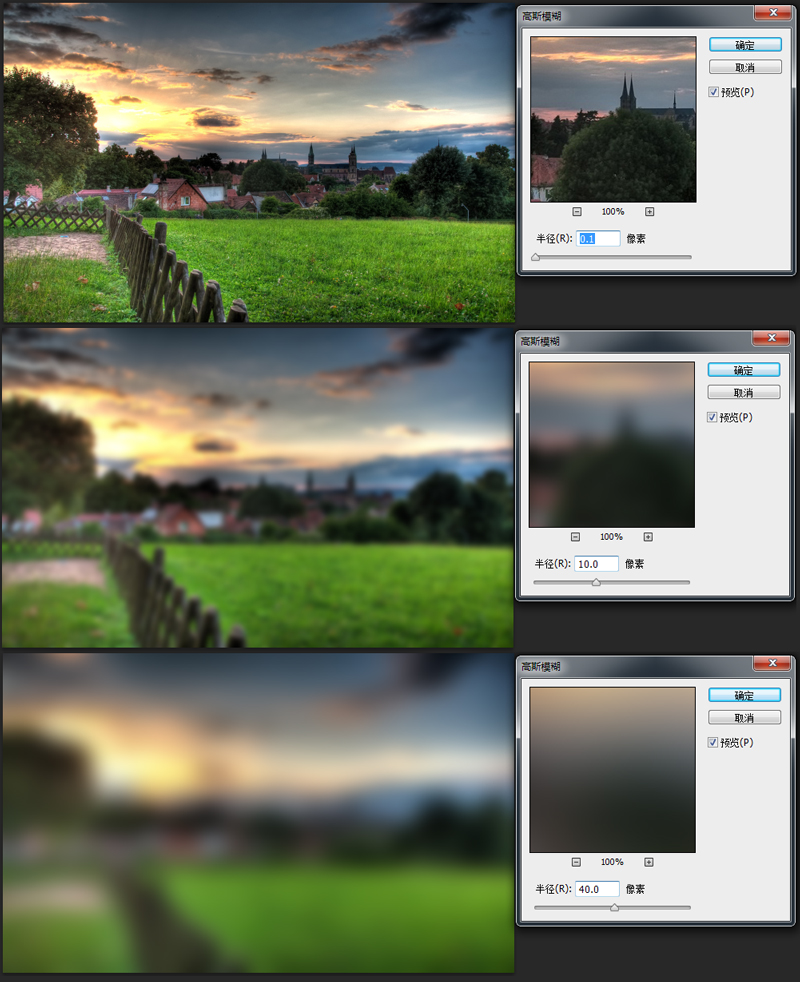 高斯模糊
确定
取消
预览(P)
100%
半径(R): 0.1 像素
高斯模糊
确定
取消
预览(P)
100%
半径(R): 10.0 像素
高斯模糊
确定
取消
预览(P)
100%
半径(R): 40.0 像素